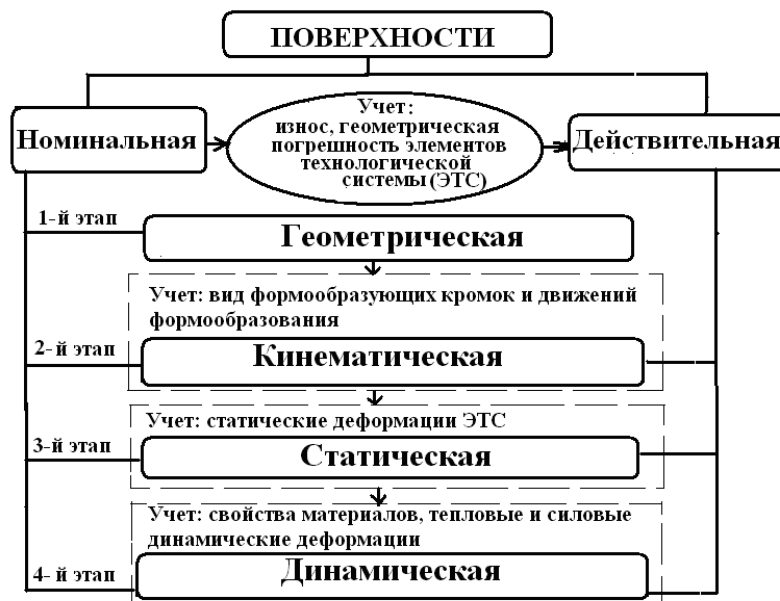 ПОВЕРХНОСТИ
Номинальная
Учет:
износ, геометрическая
погрешность элементов
технологической
системы (ЭТС)
Действительная
1-й этап
Геометрическая
Учет: вид формообразующих кромок и движений
формообразования
2-й этап
Кинематическая
Учет: статические деформации ЭТС
3-й этап
Статическая
Учет: свойства материалов, тепловые и силовые
динамические деформации
4- й этап
Динамическая